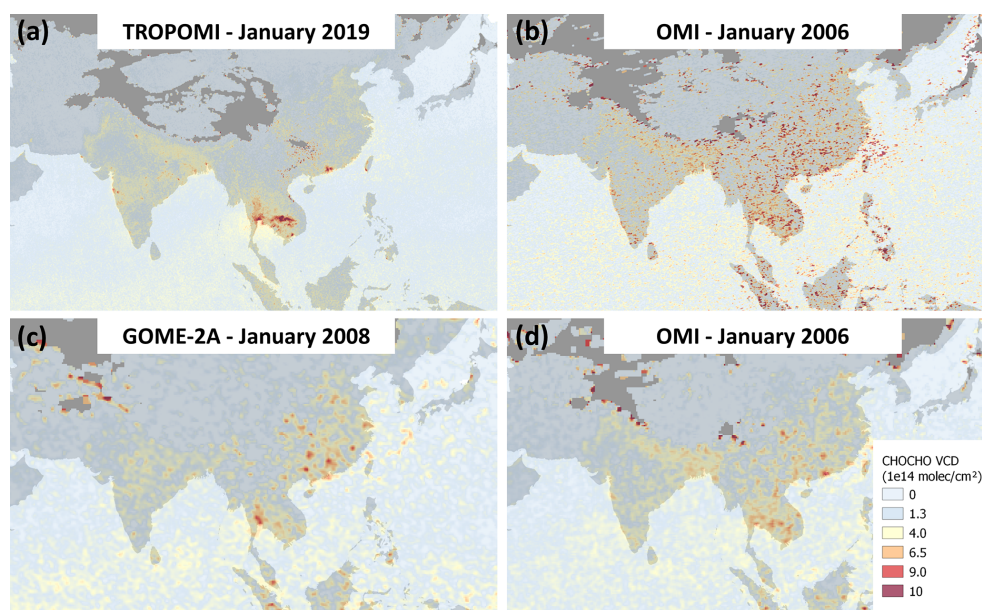 (a) TROPOMI - January 2019
(b) OMI - January 2006
(c) GOME-2A - January 2008
(d) OMI - January 2006
CHOCHO VCD
(1e14 molec/cm²)
0
1.3
4.0
6.5
9.0
10